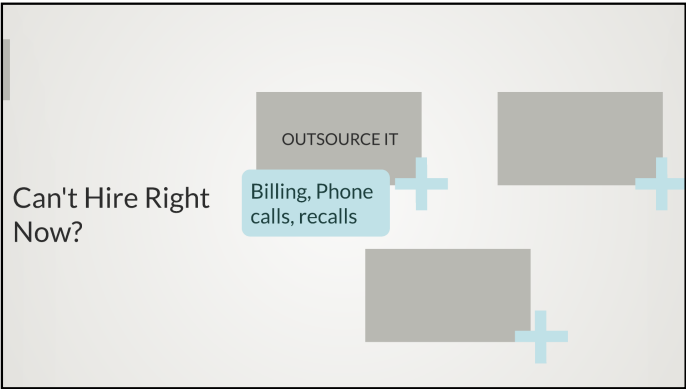 Can't Hire Right
Now?
OUTSOURCE IT
Billing, Phone
calls, recalls